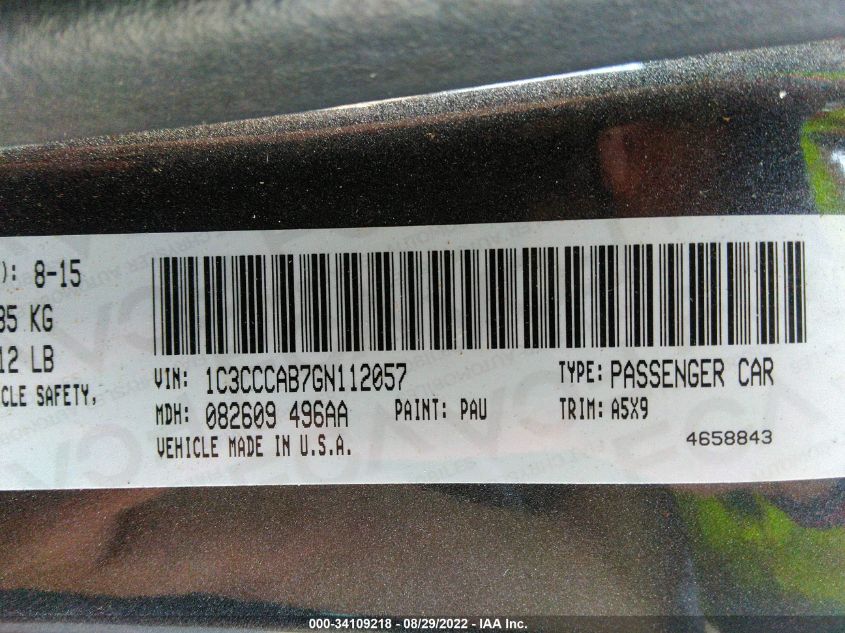 ): 8-15
85 KG
12 LB
CLE SAFETY,
VIN: 1C3CCCAB7GN112057 TYPE: PASSENGER CAR
MDH: 082609 496AA PAINT: PAU TRIM: A5X9
VEHICLE MADE IN U.S.A.
4658843
000-34109218 - 08/29/2022 - IAA Inc.